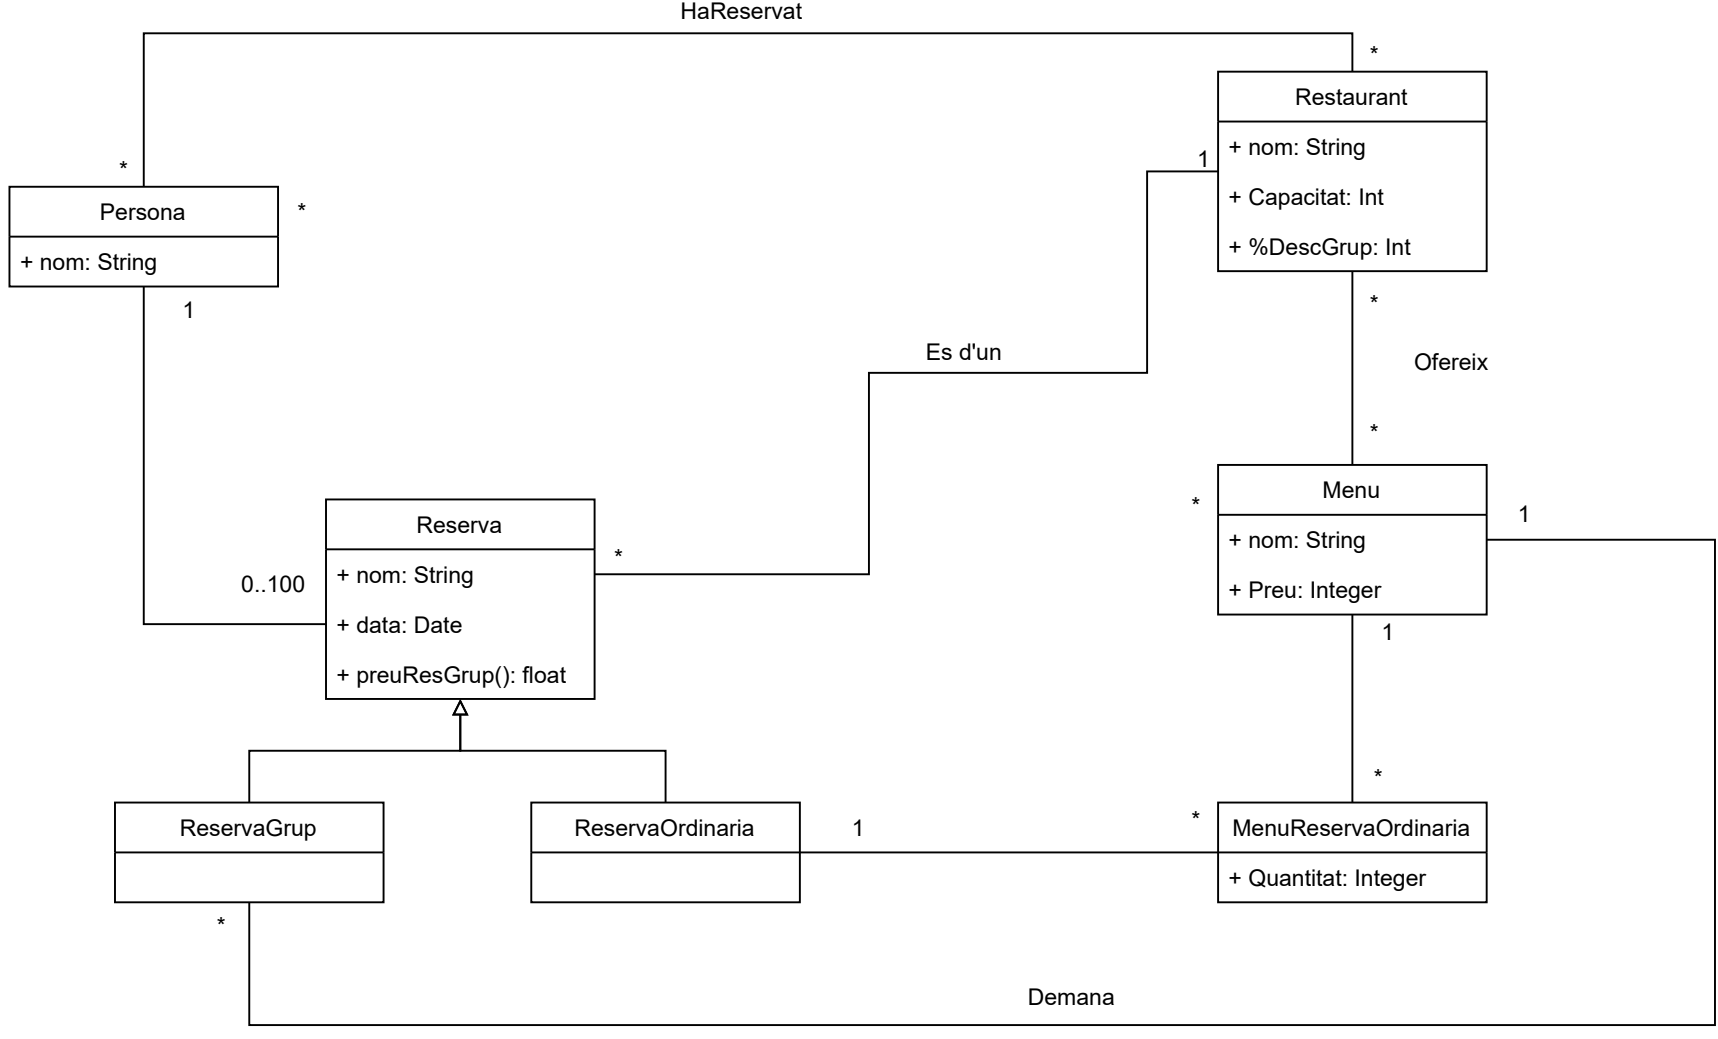 HaReservat
*
Restaurant
+ nom: String
+ Capacitat: Int
+ %DescGrup: Int
1
*
*
Persona
+ nom: String
1
*
Ofereix
*
Es d'un
Menu
+ nom: String
+ Preu: Integer
*
1
1
Reserva
+ nom: String
+ data: Date
+ preuResGrup(): float
*
0..100
*
ReservaGrup
ReservaOrdinaria
1
*
MenuReservaOrdinaria
+ Quantitat: Integer
*
Demana